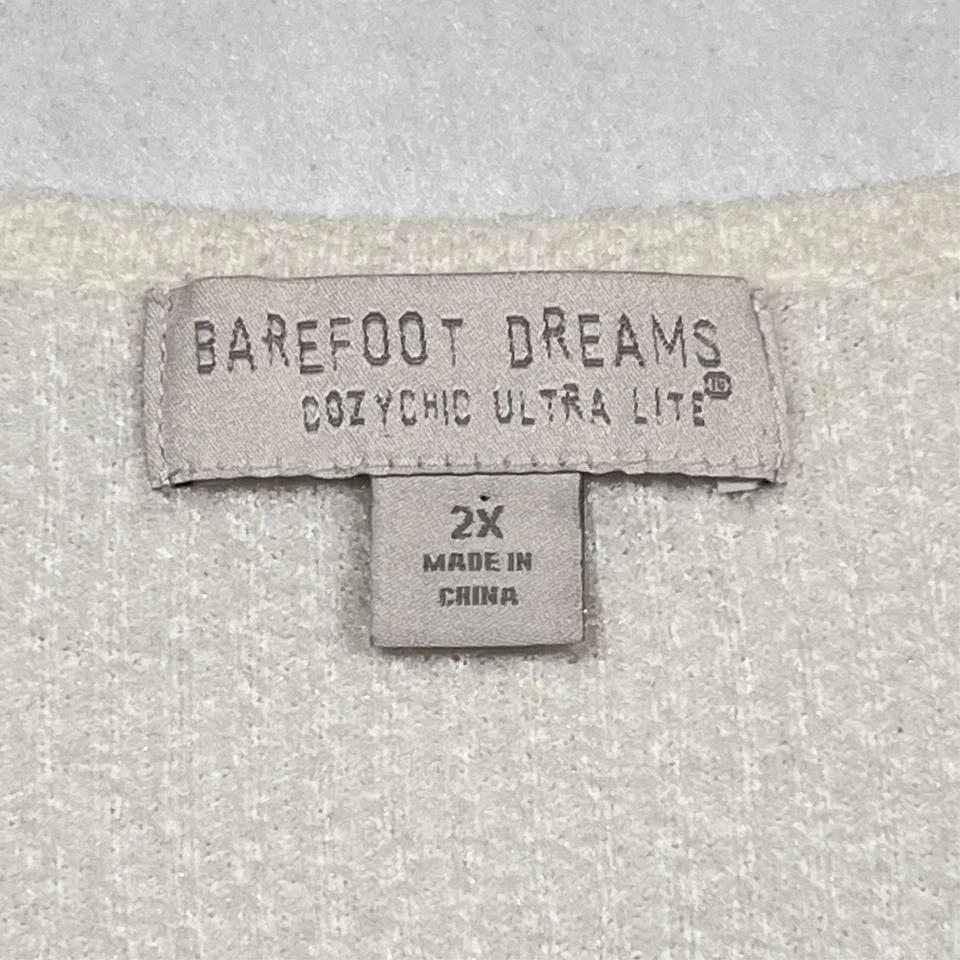 BAREFOOT DREAMS
COZYCHIC ULTRA LITE
2X
MADE IN
CHINA